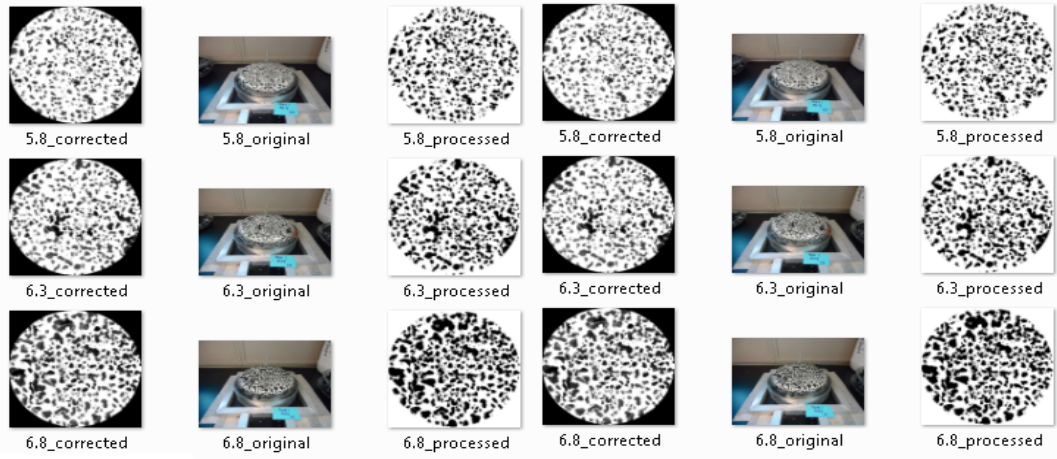 5.8_corrected 5.8_original 5.8_processed 5.8_corrected 5.8_original 5.8_processed
6.3_corrected 6.3_original 6.3_processed 6.3_corrected 6.3_original 6.3_processed
6.8_corrected 6.8_original 6.8_processed 6.8_corrected 6.8_original 6.8_processed